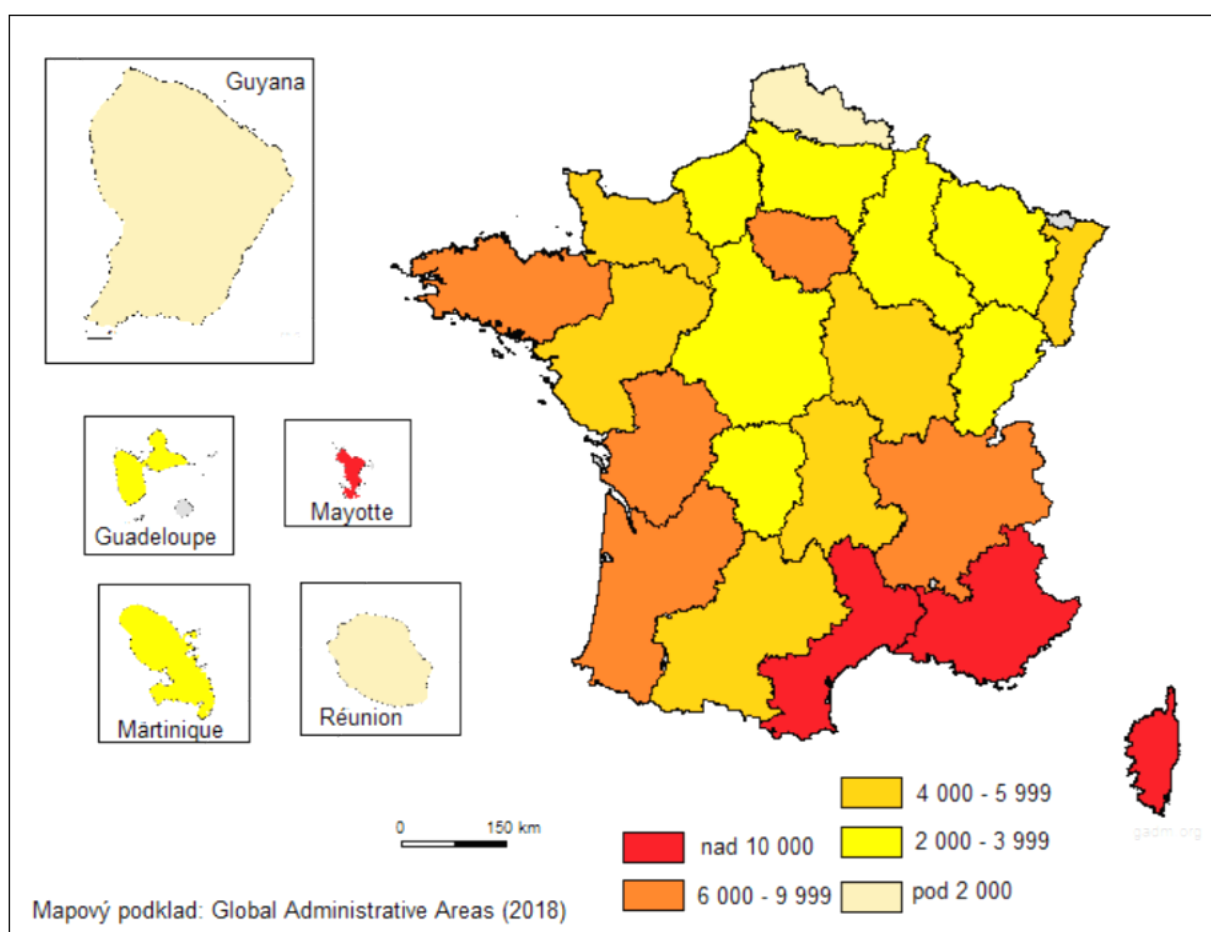 Guyana
Guadeloupe
Mayotte
Martinique
Réunion
0 150 km
nad 10 000
6 000 - 9 999
4 000 - 5 999
2 000 - 3 999
pod 2 000
gadm.org
Mapový podklad: Global Administrative Areas (2018)